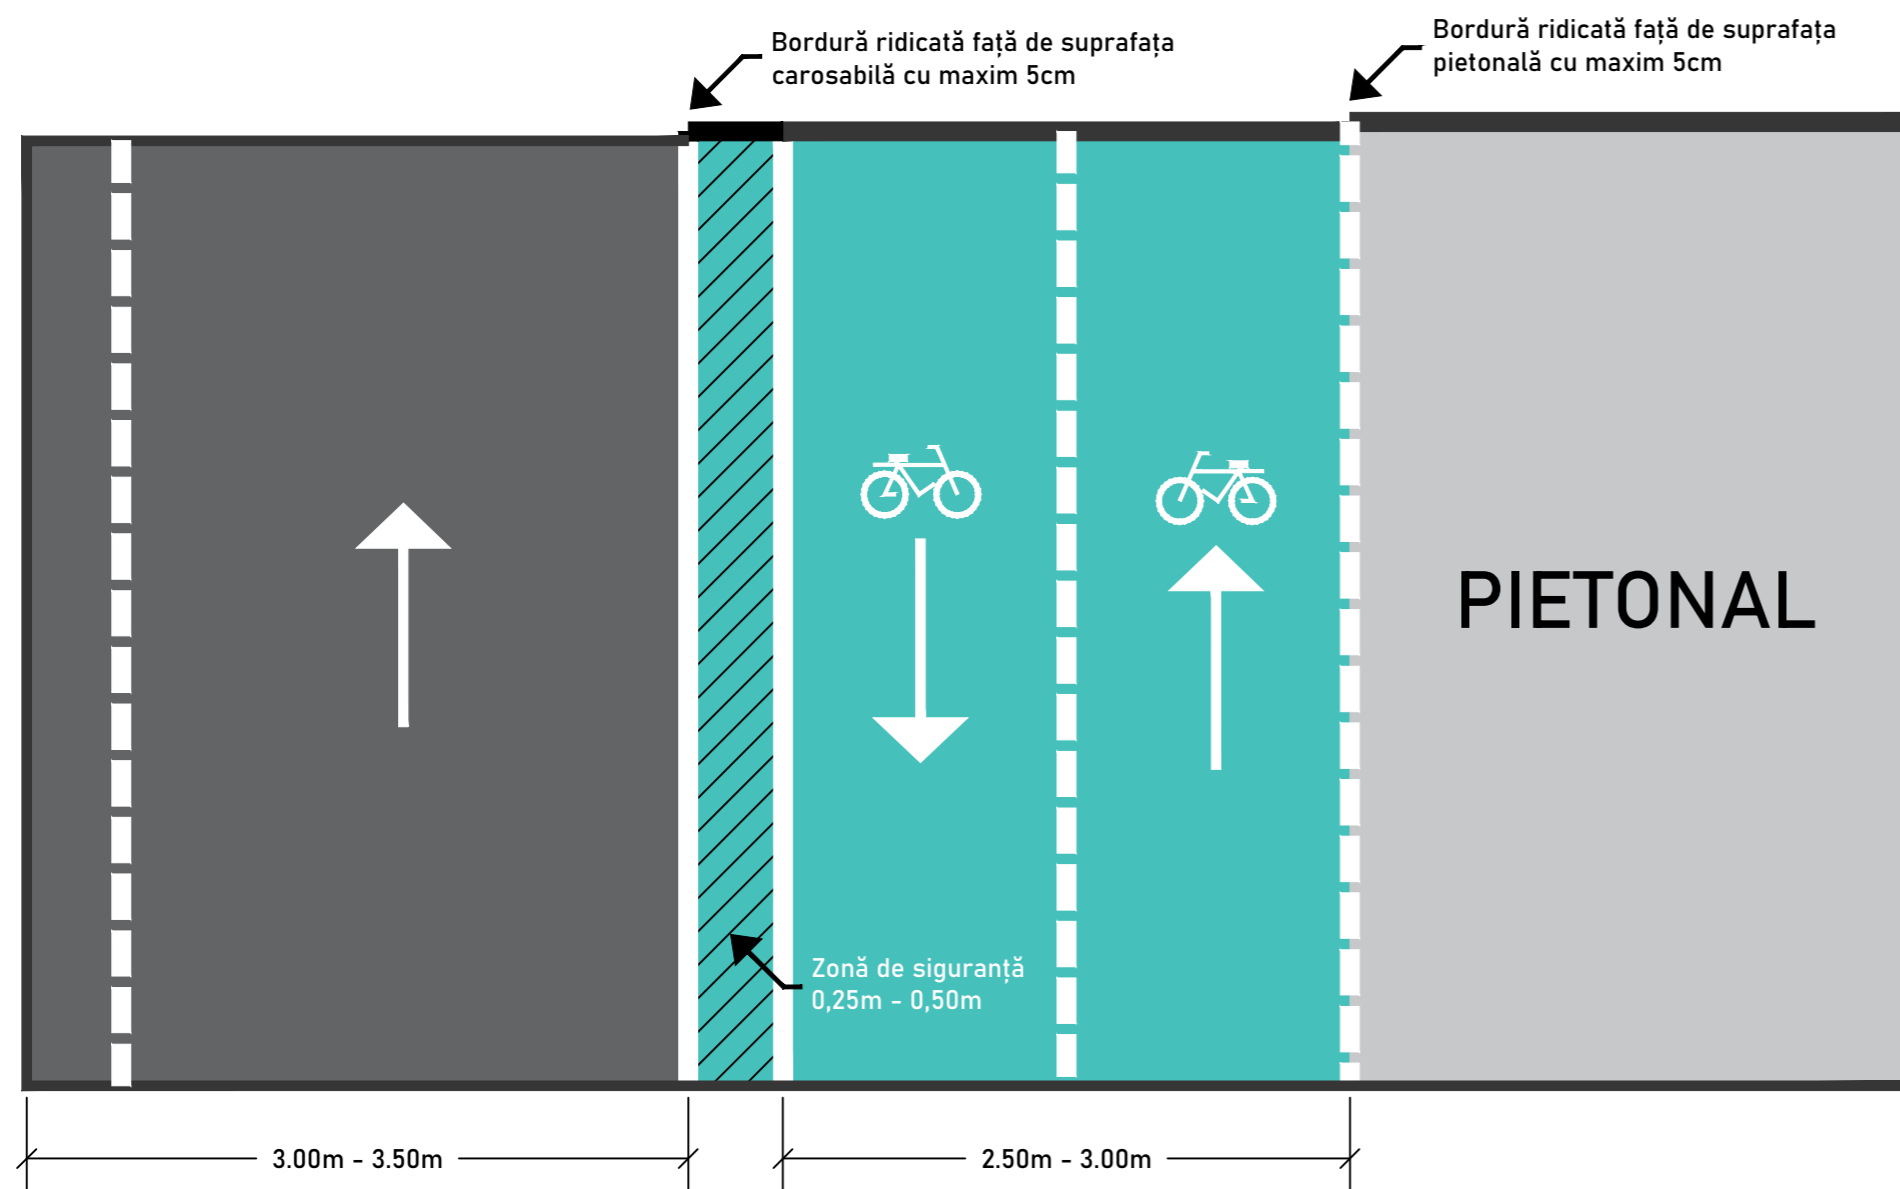 Bordură ridicată față de suprafața
carosabilă cu maxim 5cm
Bordură ridicată față de suprafața
pietonală cu maxim 5cm
PIETONAL
Zonă de siguranță
0,25m - 0,50m
3.00m - 3.50m
2.50m - 3.00m